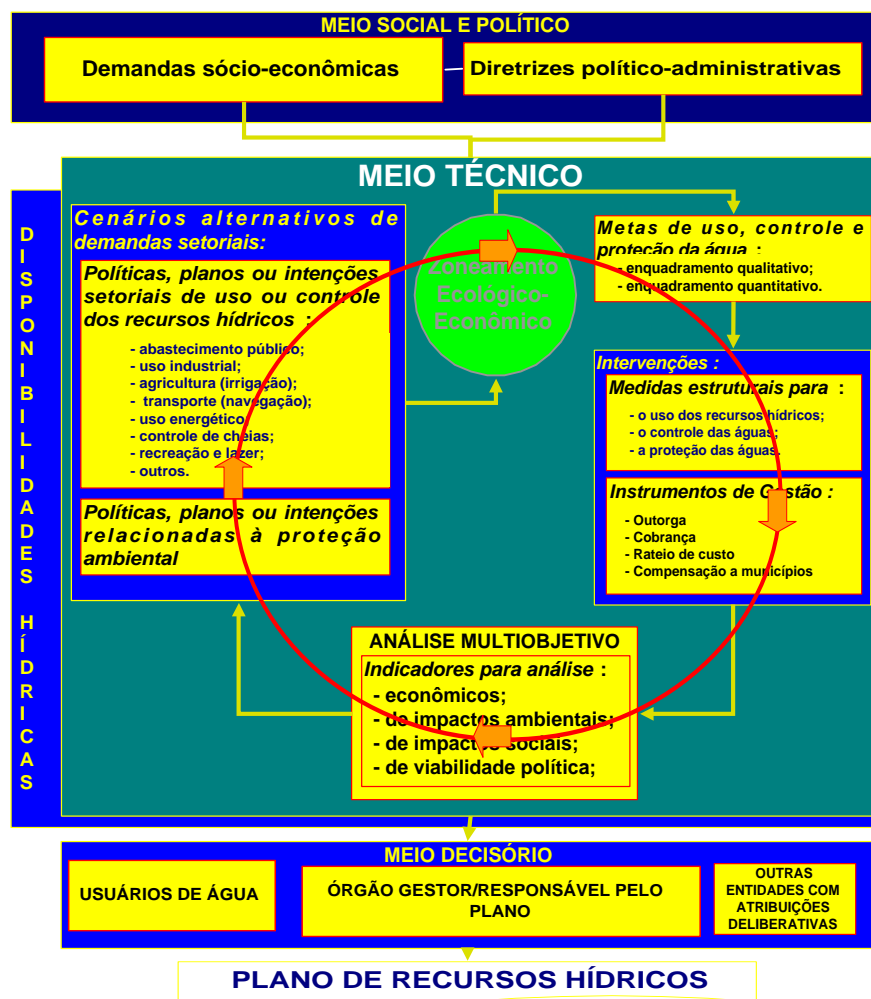 MEIO SOCIAL E POLÍTICO
Demandas sócio-econômicas
Diretrizes político-administrativas
MEIO TÉCNICO
DISPONIBILIDADES HÍDRICAS
Cenários alternativos de
demandas setoriais:
Políticas, planos ou intenções
setoriais de uso ou controle
dos recursos hídricos :
- abastecimento público;
- uso industrial;
- agricultura (irrigação);
- transporte (navegação);
- uso energético
- controle de cheias;
- recreação e lazer;
- outros.
Políticas, planos ou intenções
relacionadas à proteção
ambiental
Zoneamento
Ecológico-
Econômico
Metas de uso, controle e
proteção da água :
- enquadramento qualitativo;
- enquadramento quantitativo.
Intervenções :
Medidas estruturais para :
- o uso dos recursos hídricos;
- o controle das águas;
- a proteção das águas.
Instrumentos de Gestão :
- Outorga
- Cobrança
- Rateio de custo
- Compensação a municípios
ANÁLISE MULTIOBJETIVO
Indicadores para análise :
- econômicos;
- de impactos ambientais;
- de impactos sociais;
- de viabilidade política;
MEIO DECISÓRIO
USUÁRIOS DE ÁGUA
ÓRGÃO GESTOR/RESPONSÁVEL PELO
PLANO
OUTRAS
ENTIDADES COM
ATRIBUIÇÕES
DELIBERATIVAS
PLANO DE RECURSOS HÍDRICOS